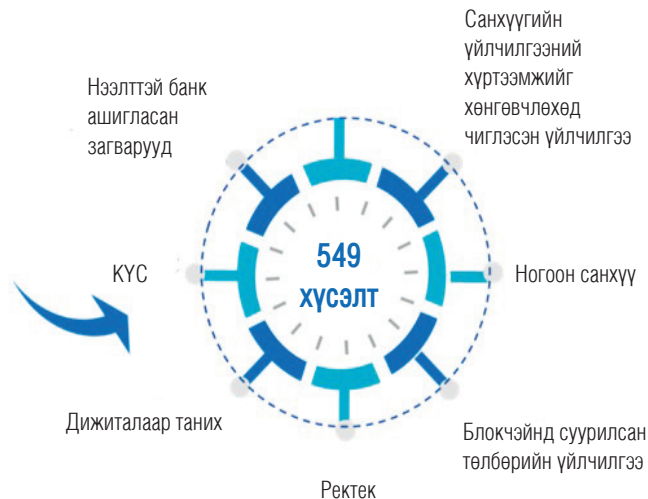 Санхүүгийн
үйлчилгээний
хүртээмжийг
хөнгөвчлөхөд
чиглэсэн үйлчилгээ
Нээлттэй банк
ашигласан
загварууд
549
хүсэлт
КҮС
Ногоон санхүү
Дижиталаар таних
Блокчэйнд суурилсан
төлбөрийн үйлчилгээ
Ректек